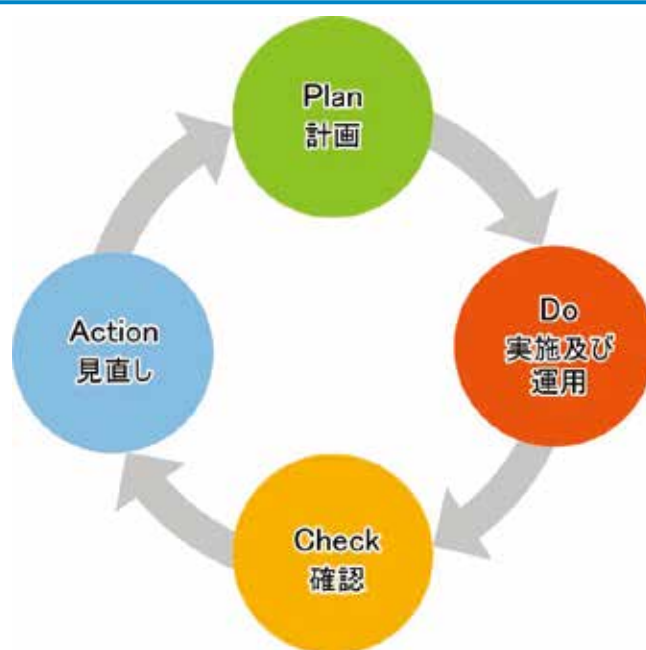 Plan
計画
Do
実施及び
運用
Check
確認
Action
見直し